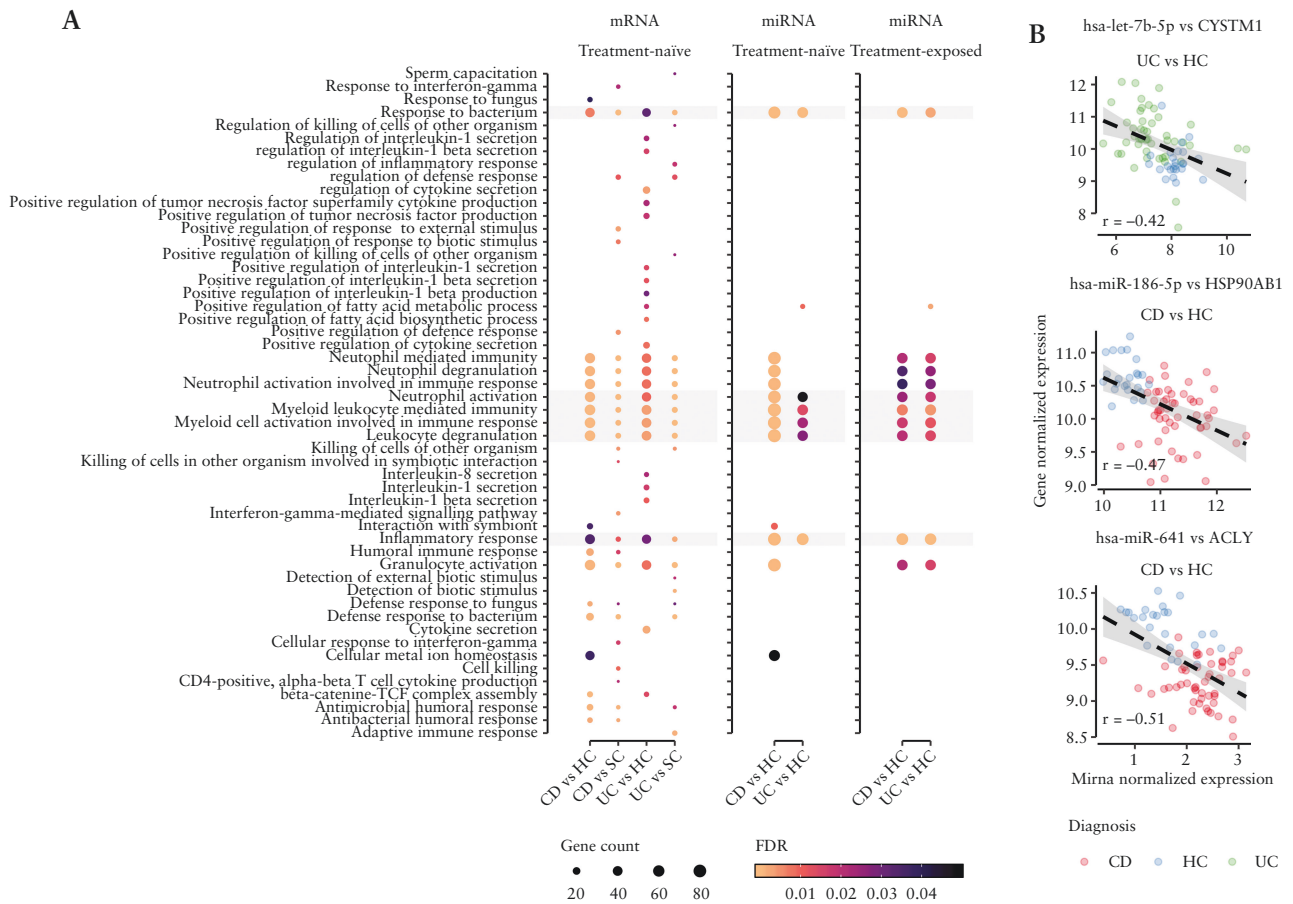 A
mRNA
miRNA
miRNA
Treatment-naïve
Treatment-naïve
Treatment-exposed
Sperm capacitation
Response to interferon-gamma
Response to fungus
Response to bacterium
Regulation of killing of cells of other organism
Regulation of interleukin-1 secretion
regulation of interleukin-1 beta secretion
regulation of inflammatory response
regulation of defense response
regulation of cytokine secretion
Positive regulation of tumor necrosis factor superfamily cytokine production
Positive regulation of tumor necrosis factor production
Positive regulation of response to external stimulus
Positive regulation of response to biotic stimulus
Positive regulation of killing of cells of other organism
Positive regulation of interleukin-1 secretion
Positive regulation of interleukin-1 beta secretion
Positive regulation of interleukin-1 beta production
Positive regulation of fatty acid metabolic process
Positive regulation of fatty acid biosynthetic process
Positive regulation of defence response
Positive regulation of cytokine secretion
Neutophil mediated immunity
Neutophil degranulation
Neutrophil activation involved in immune response
Neutrophil activation
Myeloid leukocyte mediated immunity
Myeloid cell activation involved in immune response
Leukocyte degranulation
Killing of cells of other organism
Killing of cells in other organism involved in symbiotic interaction
Interleukin-8 secretion
Interleukin-1 secretion
Interleukin-1 beta secretion
Interferon-gamma-mediated signalling pathway
Interaction with symbiont
Inflammatory response
Humoral immune response
Granulocyte activation
Detection of external biotic stimulus
Detection of biotic stimulus
Defense response to fungus
Defense response to bacterium
Cytokine secretion
Cellular response to interferon-gamma
Cellular metal ion homeostasis
Cell killing
CD4-positive, alpha-beta T cell cytokine production
beta-catenine-TCF complex assembly
Antimicrobial humoral response
Antibacterial humoral response
Adaptive immune response
CD vs HC
CD vs SC
UC vs HC
UC vs SC
CD vs HC
UC vs HC
CD vs HC
UC vs HC
Gene count
20 40 60 80
FDR
0.01 0.02 0.03 0.04
B
hsa-let-7b-5p vs CYSTM1
UC vs HC
12
11
10
9
8
r = −0.42
6 8 10
hsa-miR-186-5p vs HSP90AB1
CD vs HC
Gene normalized expression
11.0
10.5
10.0
9.5
9.0
r = −0.47
10 11 12
hsa-miR-641 vs ACLY
CD vs HC
10.5
10.0
9.5
9.0
8.5
r = −0.51
1 2 3
Mirna normalized expression
Diagnosis
CD HC UC